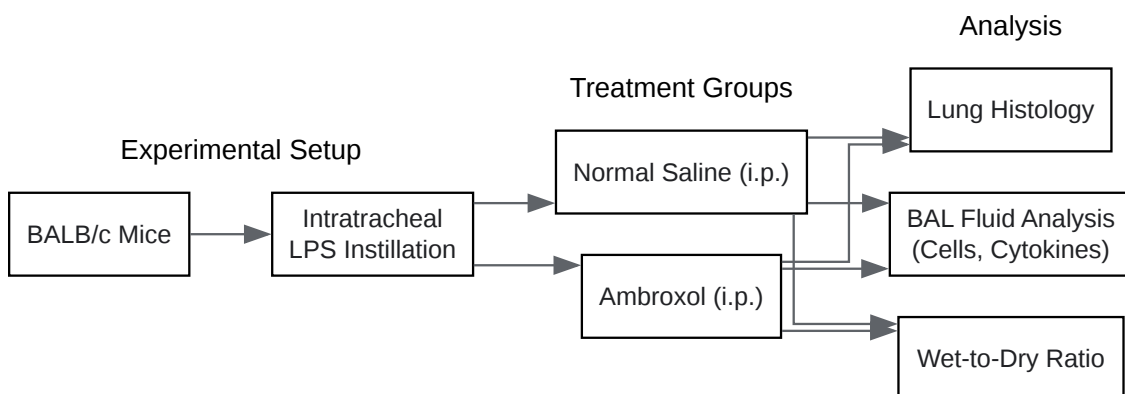 Analysis
Treatment Groups
Lung Histology
Experimental Setup
Normal Saline (i.p.)
BALB/c Mice
Intratracheal
LPS Instillation
BAL Fluid Analysis
(Cells, Cytokines)
Ambroxol (i.p.)
Wet-to-Dry Ratio